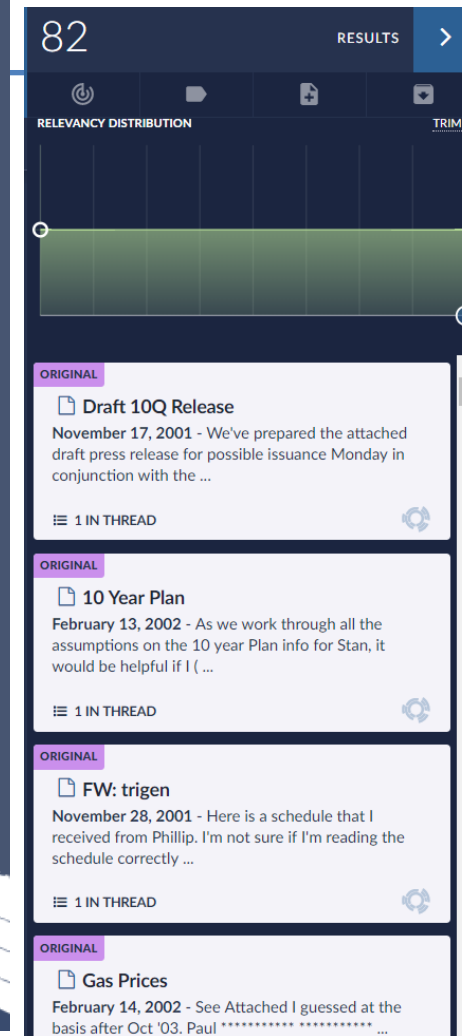 82
RESULTS
RELEVANCY DISTRIBUTION
TRIM
ORIGINAL
Draft 10Q Release
November 17, 2001 - We've prepared the attached
draft press release for possible issuance Monday in
conjunction with the ...
1 IN THREAD
ORIGINAL
10 Year Plan
February 13, 2002 - As we work through all the
assumptions on the 10 year Plan info for Stan, it
would be helpful if I ( ...
1 IN THREAD
ORIGINAL
FW: trigen
November 28, 2001 - Here is a schedule that I
received from Phillip. I'm not sure if I'm reading the
schedule correctly ...
1 IN THREAD
ORIGINAL
Gas Prices
February 14, 2002 - See Attached I guessed at the
basis after Oct '03. Paul *********** *********** ...